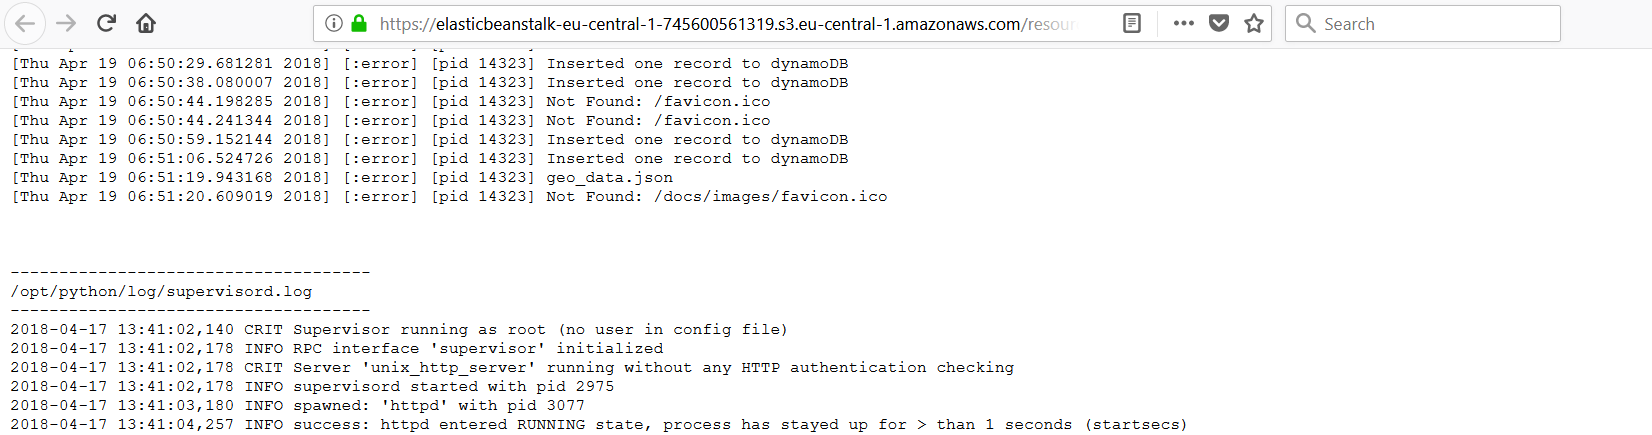 https://elasticbeanstalk-eu-central-1-745600561319.s3.eu-central-1.amazonaws.com/resour
Search
[Thu Apr 19 06:50:29.681281 2018] [:error] [pid 14323] Inserted one record to dynamoDB
[Thu Apr 19 06:50:38.080007 2018] [:error] [pid 14323] Inserted one record to dynamoDB
[Thu Apr 19 06:50:44.198285 2018] [:error] [pid 14323] Not Found: /favicon.ico
[Thu Apr 19 06:50:44.241344 2018] [:error] [pid 14323] Not Found: /favicon.ico
[Thu Apr 19 06:50:59.152144 2018] [:error] [pid 14323] Inserted one record to dynamoDB
[Thu Apr 19 06:51:06.524726 2018] [:error] [pid 14323] Inserted one record to dynamoDB
[Thu Apr 19 06:51:19.943168 2018] [:error] [pid 14323] geo_data.json
[Thu Apr 19 06:51:20.609019 2018] [:error] [pid 14323] Not Found: /docs/images/favicon.ico
-------------------------------------
/opt/python/log/supervisord.log
-------------------------------------
2018-04-17 13:41:02,140 CRIT Supervisor running as root (no user in config file)
2018-04-17 13:41:02,178 INFO RPC interface 'supervisor' initialized
2018-04-17 13:41:02,178 CRIT Server 'unix_http_server' running without any HTTP authentication checking
2018-04-17 13:41:02,178 INFO supervisord started with pid 2975
2018-04-17 13:41:03,180 INFO spawned: 'httpd' with pid 3077
2018-04-17 13:41:04,257 INFO success: httpd entered RUNNING state, process has stayed up for > than 1 seconds (startsecs)